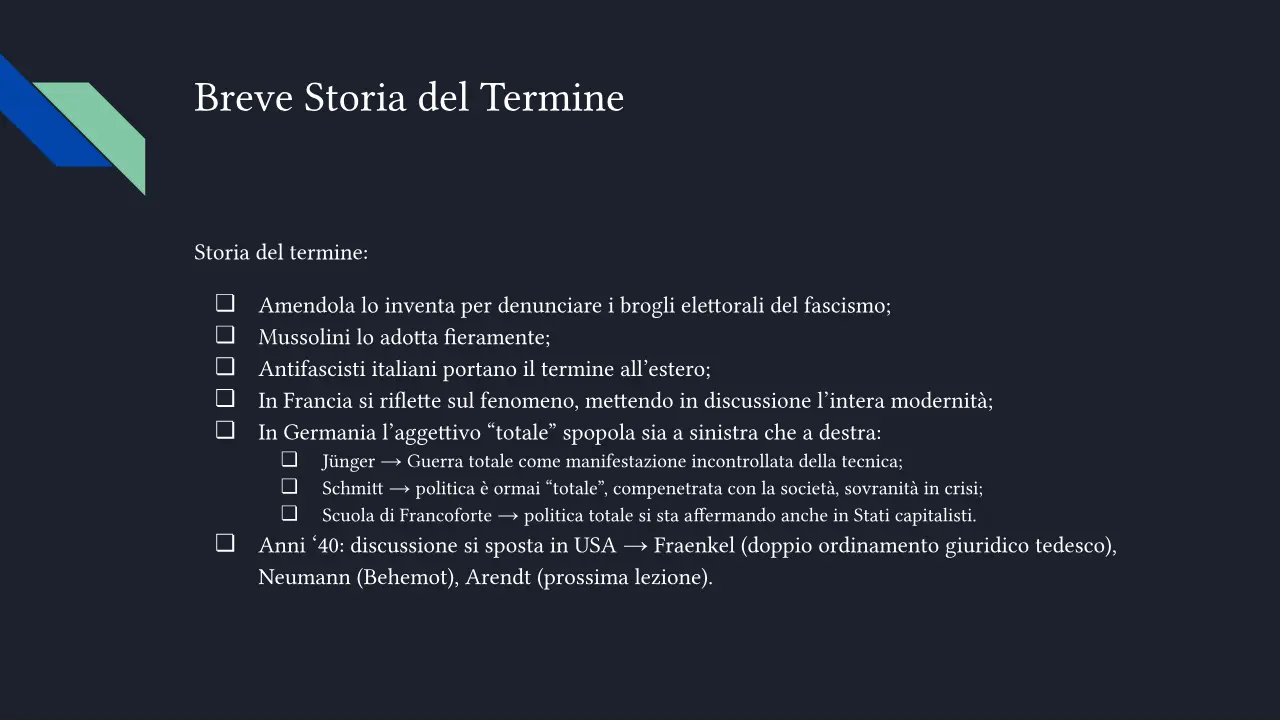 Breve Storia del Termine
Storia del termine:
❏ Amendola lo inventa per denunciare i brogli elettorali del fascismo;
❏ Mussolini lo adotta fieramente;
❏ Antifascisti italiani portano il termine all’estero;
❏ In Francia si riflette sul fenomeno, mettendo in discussione l’intera modernità;
❏ In Germania l’aggettivo “totale” spopola sia a sinistra che a destra:
❏ Jünger → Guerra totale come manifestazione incontrollata della tecnica;
❏ Schmitt → politica è ormai “totale”, compenetrata con la società, sovranità in crisi;
❏ Scuola di Francoforte → politica totale si sta affermando anche in Stati capitalisti.
❏ Anni ‘40: discussione si sposta in USA → Fraenkel (doppio ordinamento giuridico tedesco),
Neumann (Behemot), Arendt (prossima lezione).